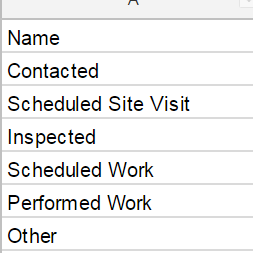 A
Name
Contacted
Scheduled Site Visit
Inspected
Scheduled Work
Performed Work
Other